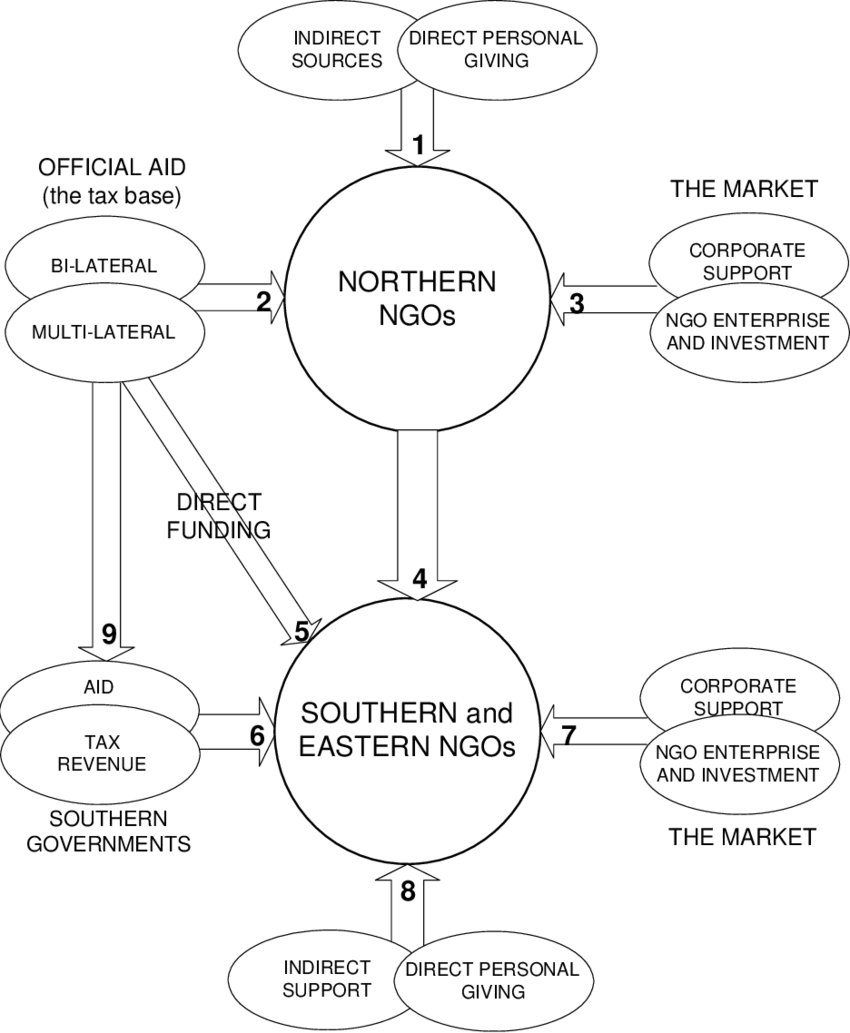 INDIRECT
SOURCES
DIRECT PERSONAL
GIVING
1
OFFICIAL AID
(the tax base)
BI-LATERAL
MULTI-LATERAL
2
NORTHERN
NGOs
THE MARKET
CORPORATE
SUPPORT
NGO ENTERPRISE
AND INVESTMENT
3
DIRECT
FUNDING
4
5
9
AID
TAX
REVENUE
SOUTHERN
GOVERNMENTS
6
SOUTHERN and
EASTERN NGOs
7
CORPORATE
SUPPORT
NGO ENTERPRISE
AND INVESTMENT
THE MARKET
8
INDIRECT
SUPPORT
DIRECT PERSONAL
GIVING